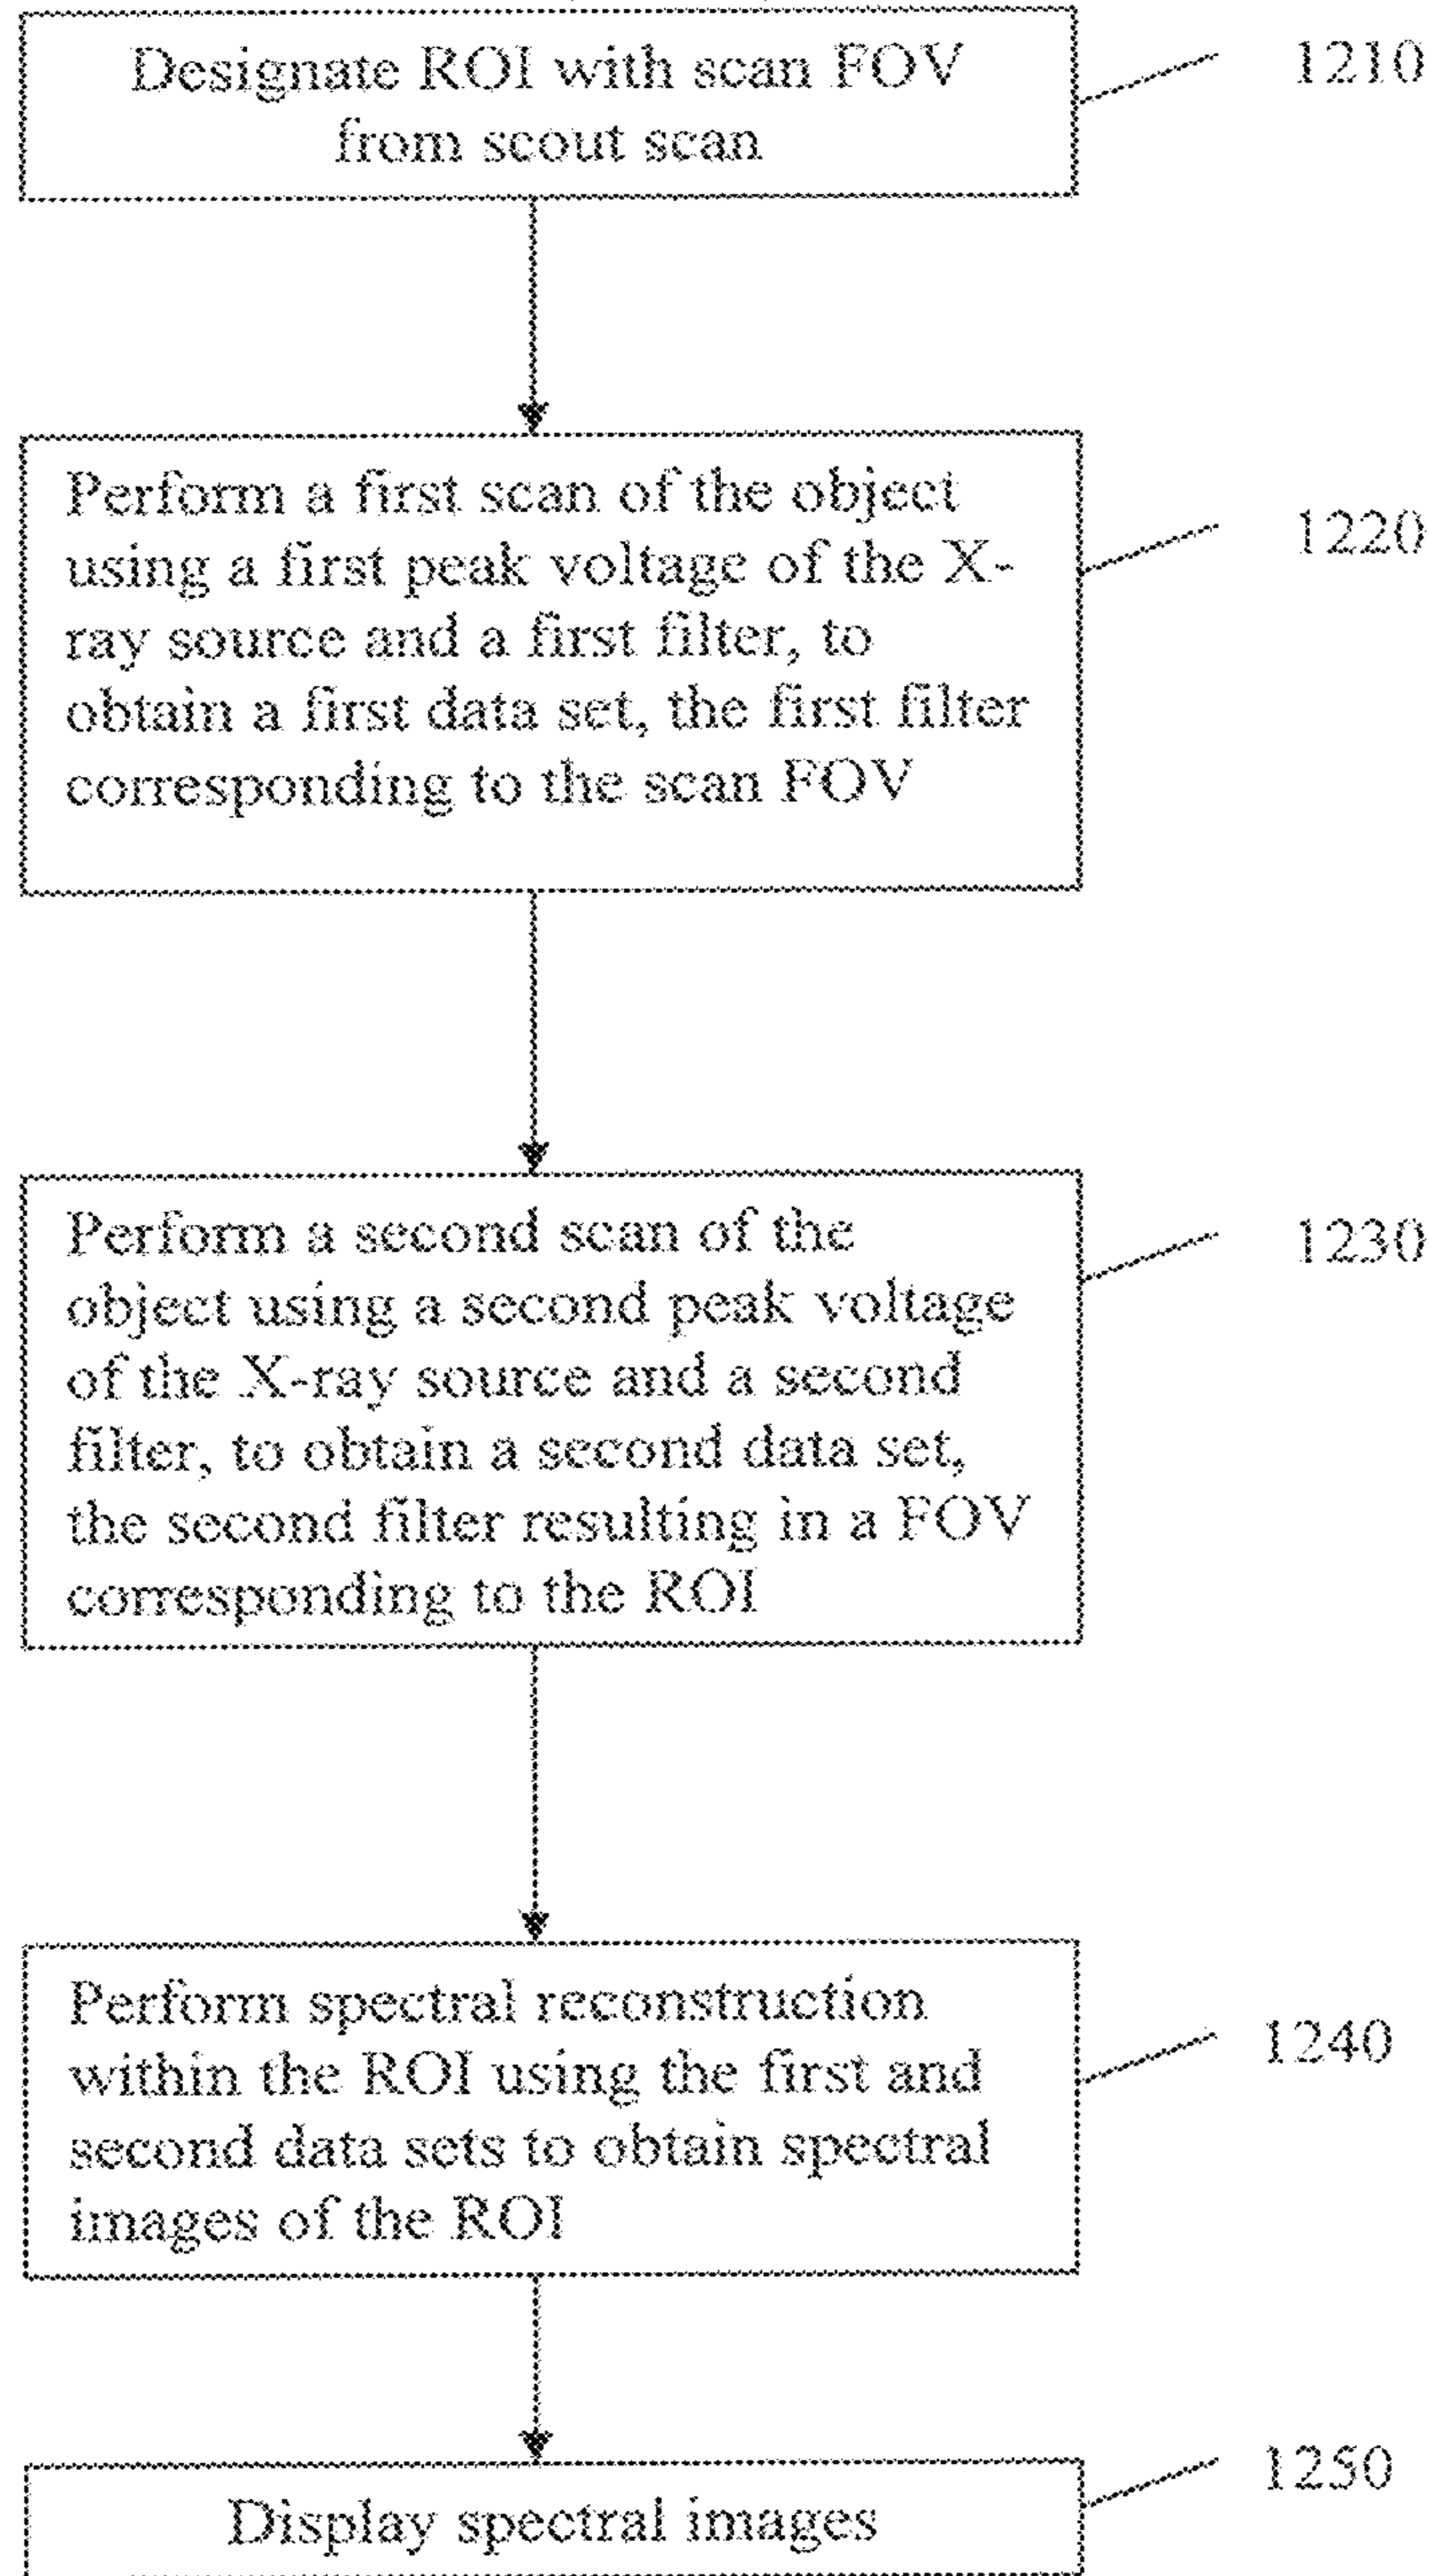 Designate ROI with scan FOV
from scout scan
1210
Perform a first scan of the object
using a first peak voltage of the X-
ray source and a first filter, to
obtain a first data set, the first filter
corresponding to the scan FOV
1220
Perform a second scan of the
object using a second peak voltage
of the X-ray source and a second
filter, to obtain a second data set,
the second filter resulting in a FOV
corresponding to the ROI
1230
Perform spectral reconstruction
within the ROI using the first and
second data sets to obtain spectral
images of the ROI
1240
Display spectral images
1250